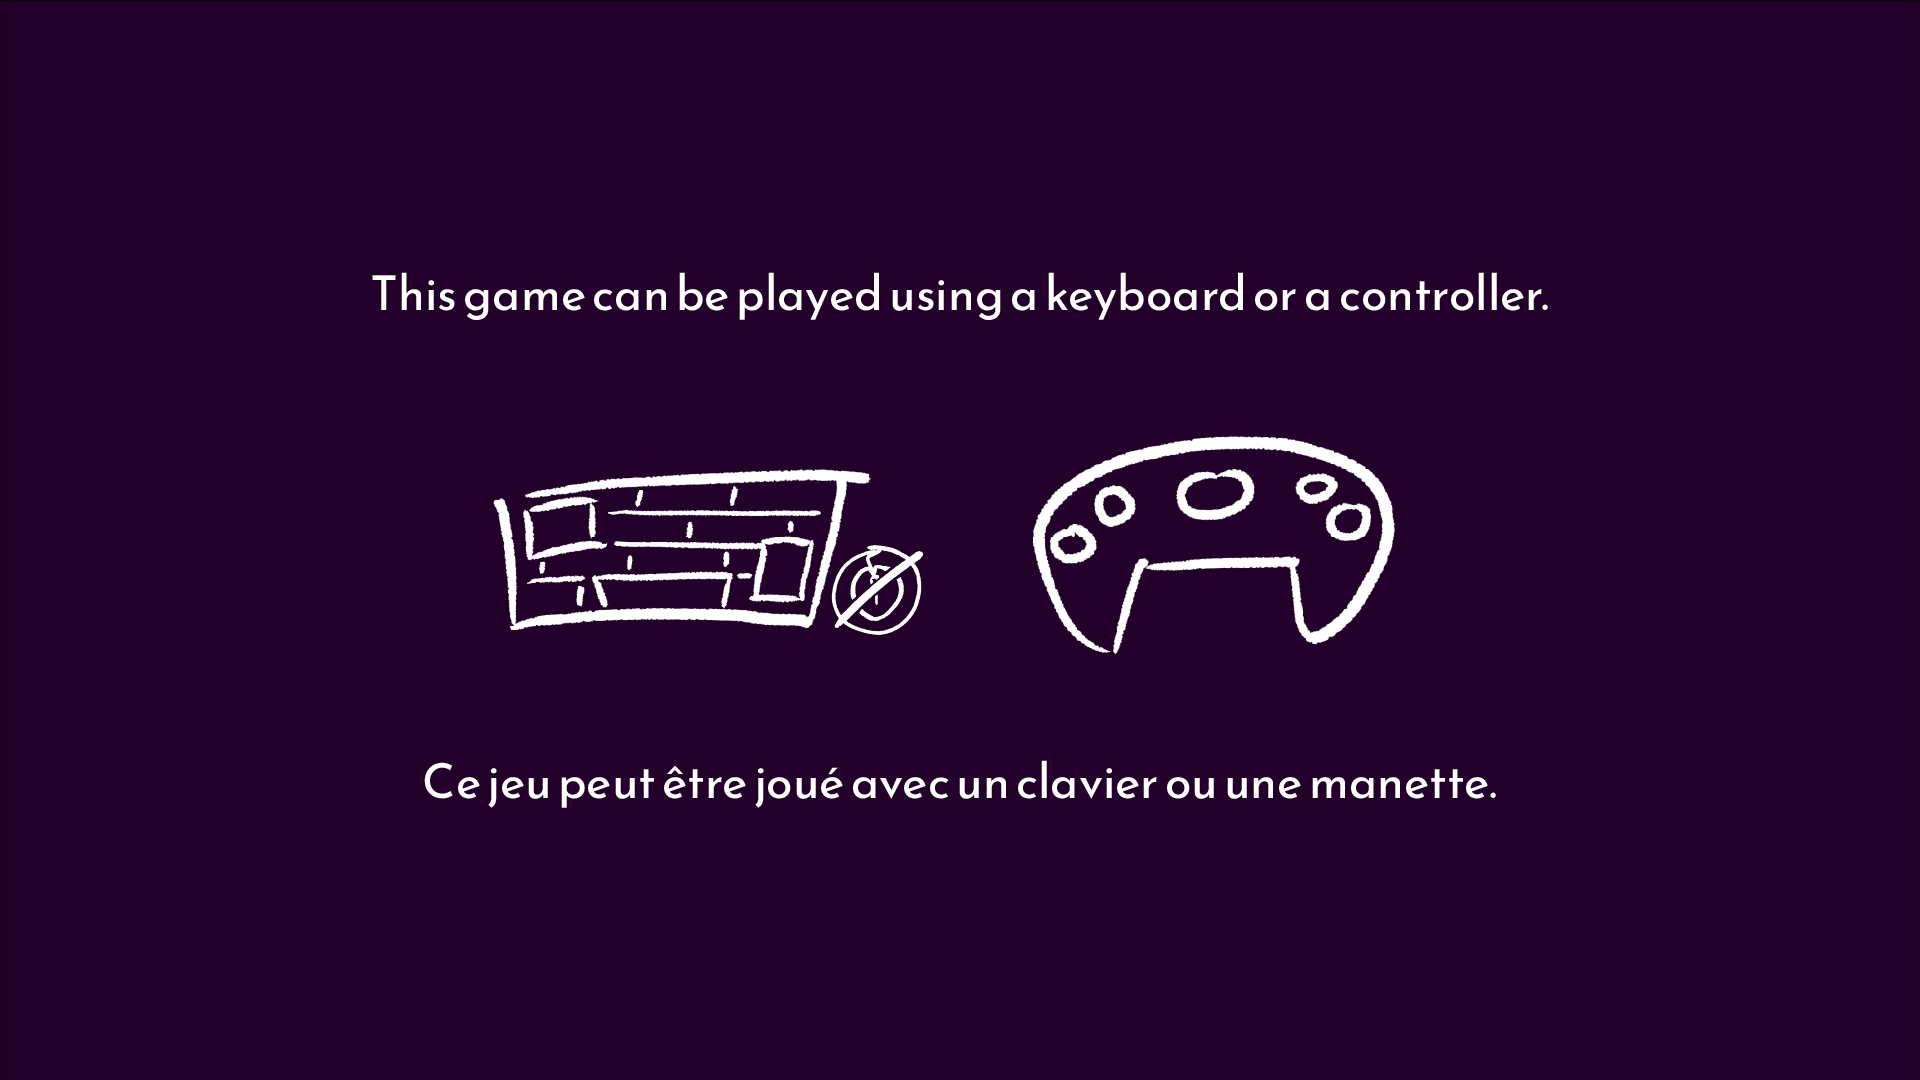 This game can be played using a keyboard or a controller.
Ce jeu peut être joué avec un clavier ou une manette.